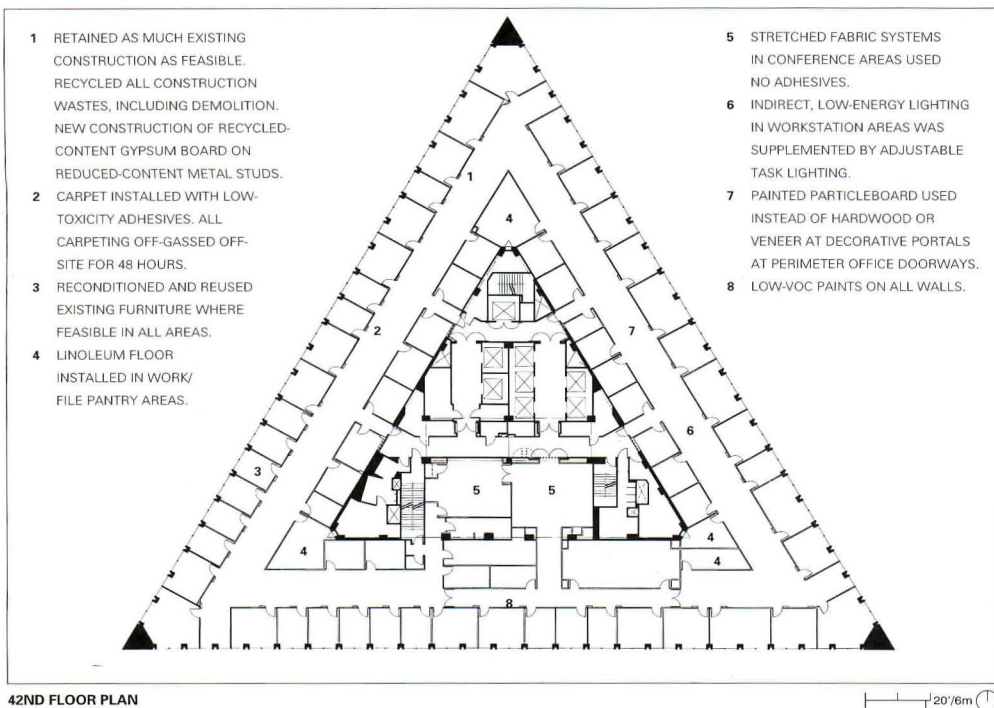 1 RETAINED AS MUCH EXISTING
CONSTRUCTION AS FEASIBLE.
RECYCLED ALL CONSTRUCTION
WASTES, INCLUDING DEMOLITION.
NEW CONSTRUCTION OF RECYCLED-
CONTENT GYPSUM BOARD ON
REDUCED-CONTENT METAL STUDS.
2 CARPET INSTALLED WITH LOW-
TOXICITY ADHESIVES. ALL
CARPETING OFF-GASSED OFF-
SITE FOR 48 HOURS.
3 RECONDITIONED AND REUSED
EXISTING FURNITURE WHERE
FEASIBLE IN ALL AREAS.
4 LINOLEUM FLOOR
INSTALLED IN WORK/
FILE PANTRY AREAS.
5 STRETCHED FABRIC SYSTEMS
IN CONFERENCE AREAS USED
NO ADHESIVES.
6 INDIRECT, LOW-ENERGY LIGHTING
IN WORKSTATION AREAS WAS
SUPPLEMENTED BY ADJUSTABLE
TASK LIGHTING.
7 PAINTED PARTICLEBOARD USED
INSTEAD OF HARDWOOD OR
VENEER AT DECORATIVE PORTALS
AT PERIMETER OFFICE DOORWAYS.
8 LOW-VOC PAINTS ON ALL WALLS.
1
4
2
7
6
3
5
5
4
4
4
8
42ND FLOOR PLAN
20'/6m